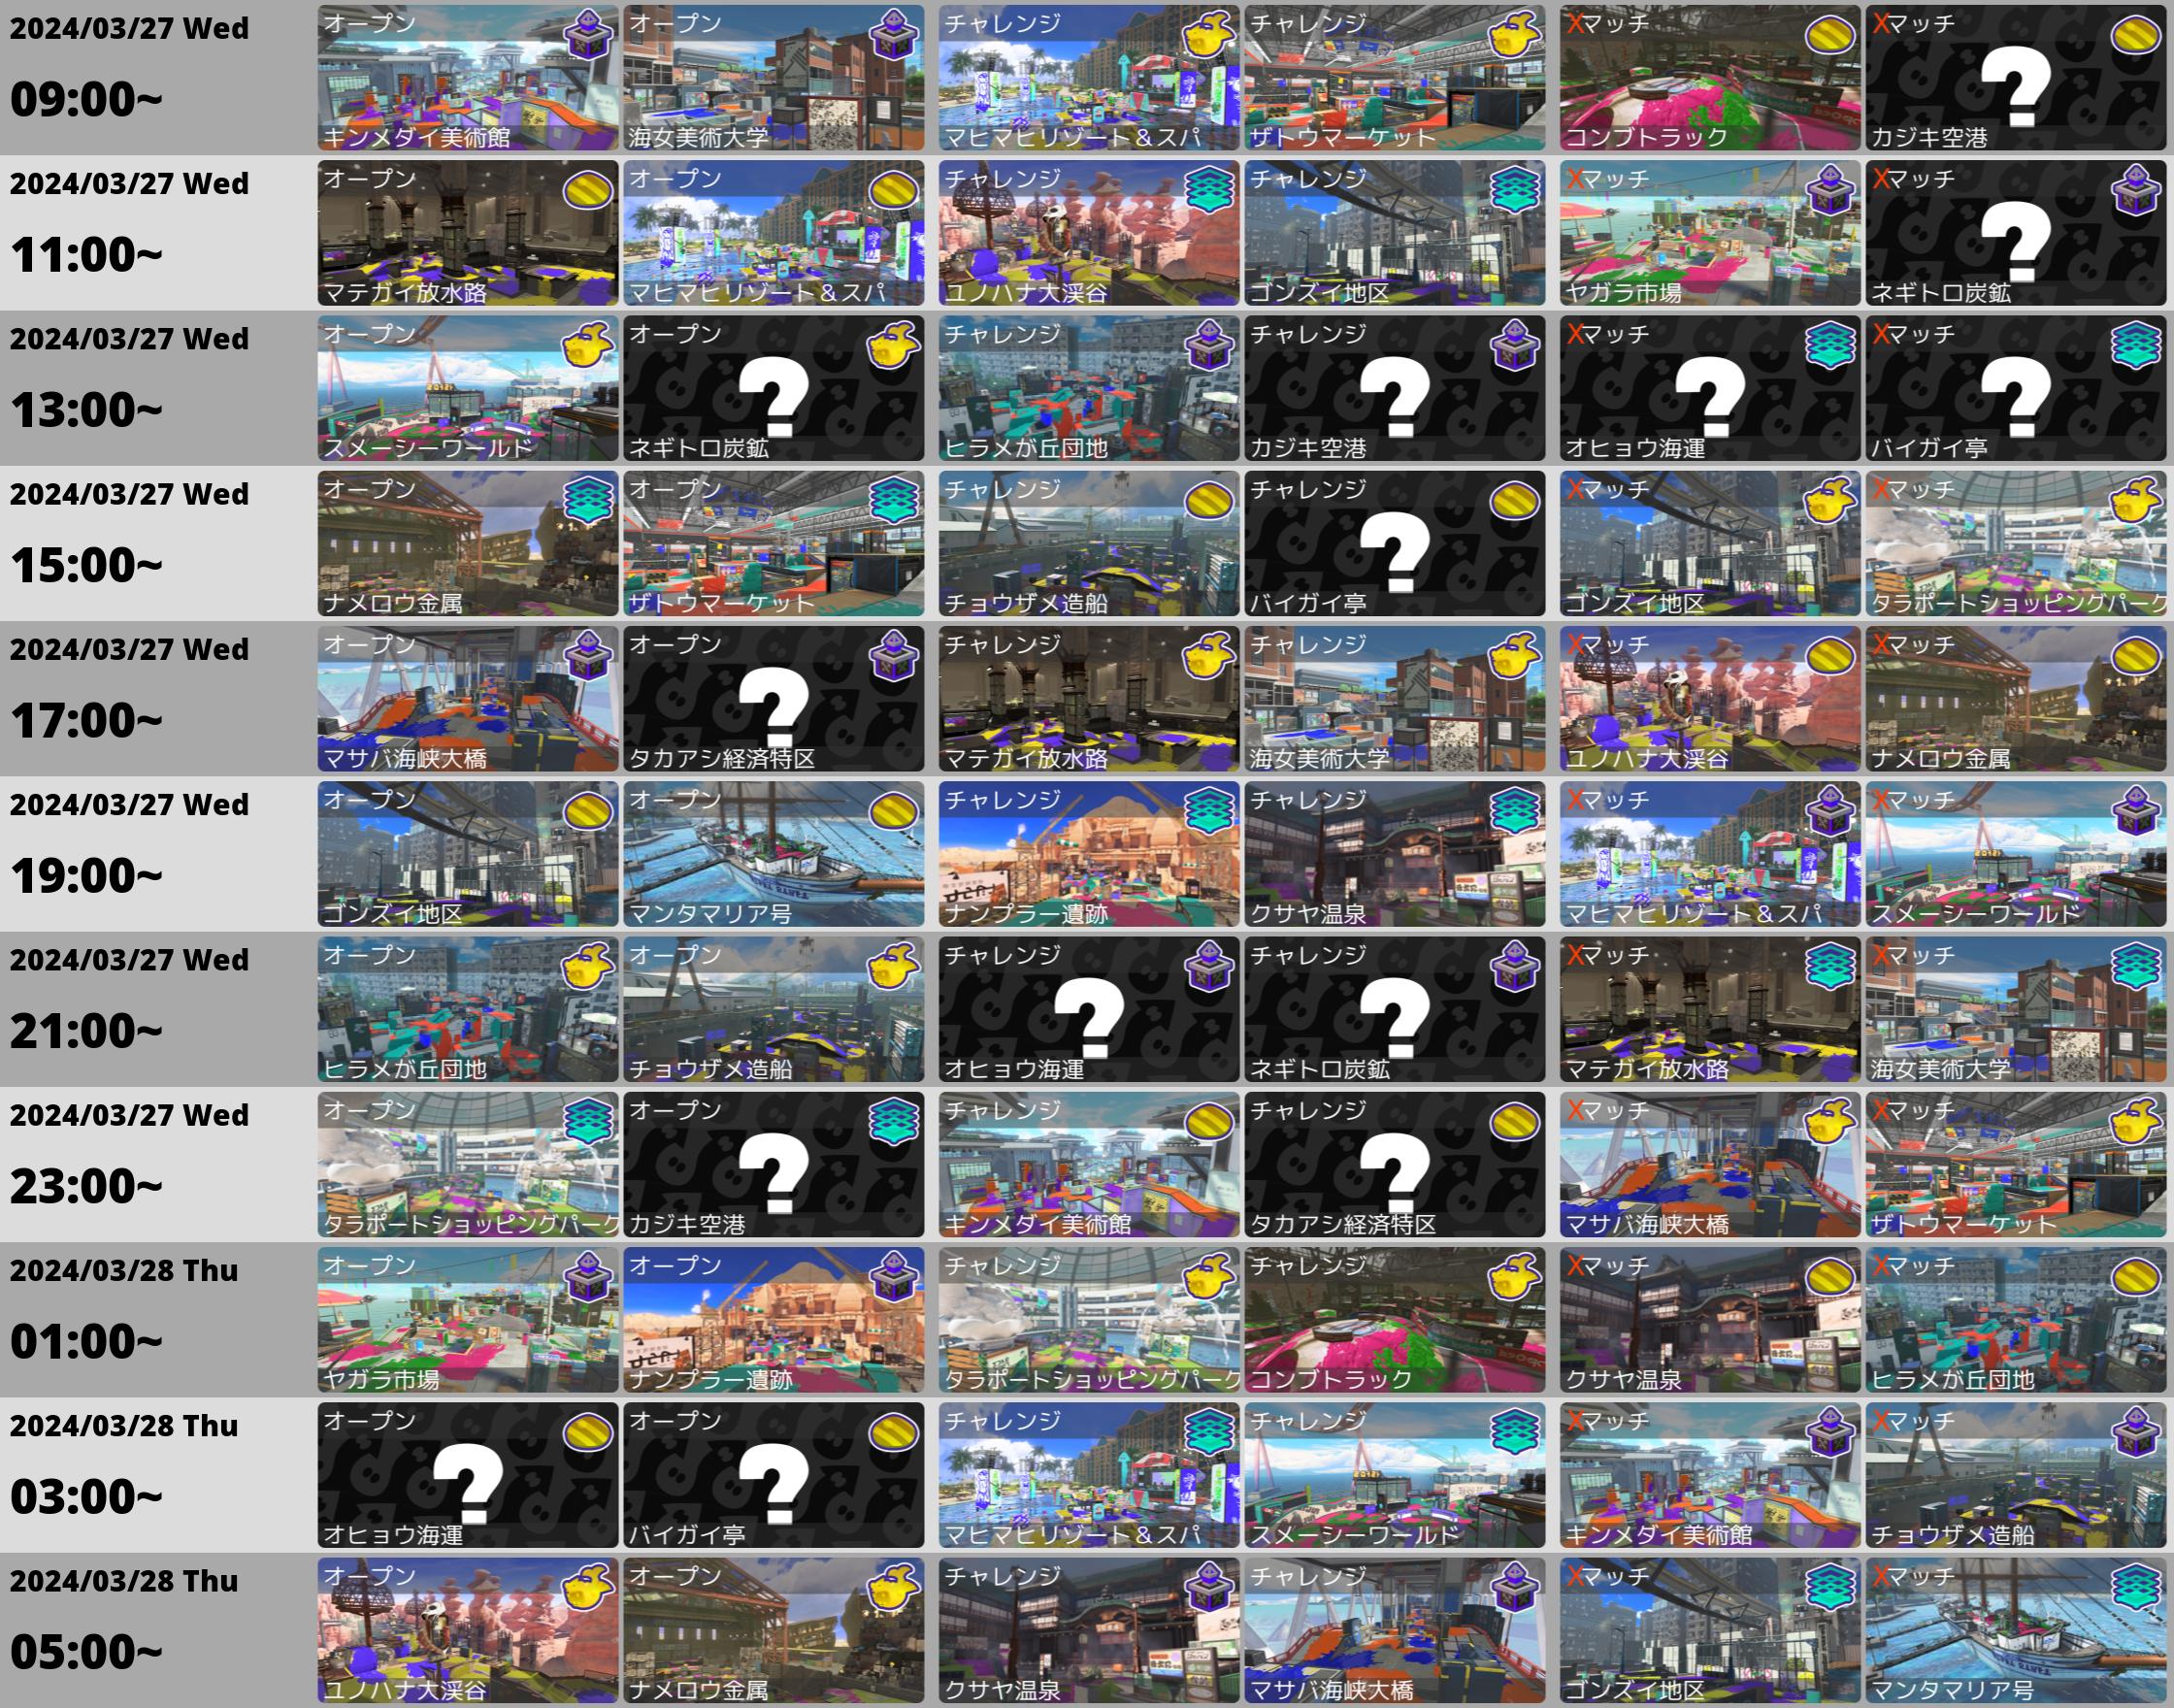 2024/03/27 Wed
09:00~
オープン
キンメダイ美術館
オープン
海女美術大学
チャレンジ
マヒマヒリゾート＆スパ
チャレンジ
ザトウマーケット
Xマッチ
コンブトラック
Xマッチ
?
カジキ空港
2024/03/27 Wed
11:00~
オープン
マテガイ放水路
オープン
マヒマヒリゾート＆スパ
チャレンジ
ユノハナ大渓谷
チャレンジ
ゴンズイ地区
Xマッチ
ヤガラ市場
Xマッチ
?
ネギトロ炭鉱
2024/03/27 Wed
13:00~
オープン
スメーシーワールド
オープン
?
ネギトロ炭鉱
チャレンジ
ヒラメが丘団地
チャレンジ
?
カジキ空港
Xマッチ
?
オヒョウ海運
Xマッチ
?
バイガイ亭
2024/03/27 Wed
15:00~
オープン
ナメロウ金属
オープン
ザトウマーケット
チャレンジ
チョウザメ造船
チャレンジ
?
バイガイ亭
Xマッチ
ゴンズイ地区
Xマッチ
タラポートショッピングパーク
2024/03/27 Wed
17:00~
オープン
マサバ海峡大橋
オープン
?
タカアシ経済特区
チャレンジ
マテガイ放水路
チャレンジ
海女美術大学
Xマッチ
ユノハナ大渓谷
Xマッチ
ナメロウ金属
2024/03/27 Wed
19:00~
オープン
ゴンズイ地区
オープン
マンタマリア号
チャレンジ
ナンプラー遺跡
チャレンジ
クサヤ温泉
Xマッチ
マヒマヒリゾート＆スパ
Xマッチ
スメーシーワールド
2024/03/27 Wed
21:00~
オープン
ヒラメが丘団地
オープン
チョウザメ造船
チャレンジ
?
オヒョウ海運
チャレンジ
?
ネギトロ炭鉱
Xマッチ
マテガイ放水路
Xマッチ
海女美術大学
2024/03/27 Wed
23:00~
オープン
タラポートショッピングパーク
オープン
?
カジキ空港
チャレンジ
キンメダイ美術館
チャレンジ
?
タカアシ経済特区
Xマッチ
マサバ海峡大橋
Xマッチ
ザトウマーケット
2024/03/28 Thu
01:00~
オープン
ヤガラ市場
オープン
ナンプラー遺跡
チャレンジ
タラポートショッピングパーク
チャレンジ
コンブトラック
Xマッチ
クサヤ温泉
Xマッチ
ヒラメが丘団地
2024/03/28 Thu
03:00~
オープン
?
オヒョウ海運
オープン
?
バイガイ亭
チャレンジ
マヒマヒリゾート＆スパ
チャレンジ
スメーシーワールド
Xマッチ
キンメダイ美術館
Xマッチ
チョウザメ造船
2024/03/28 Thu
05:00~
オープン
ユノハナ大渓谷
オープン
ナメロウ金属
チャレンジ
クサヤ温泉
チャレンジ
マサバ海峡大橋
Xマッチ
ゴンズイ地区
Xマッチ
マンタマリア号